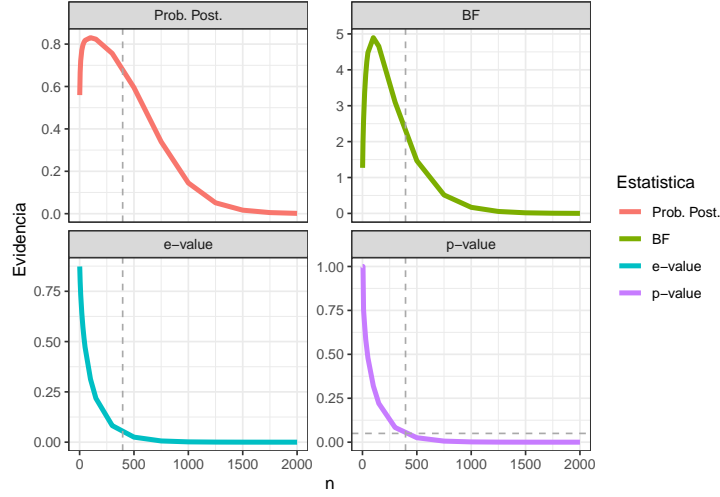 Prob. Post.
BF
0.8
0.6
0.4
0.2
0.0
5
4
3
2
1
0
Evidencia
e−value
p−value
0.75
0.50
0.25
0.00
1.00
0.75
0.50
0.25
0.00
0 500 1000 1500 2000
0 500 1000 1500 2000
n
Estatistica
Prob. Post.
BF
e−value
p−value